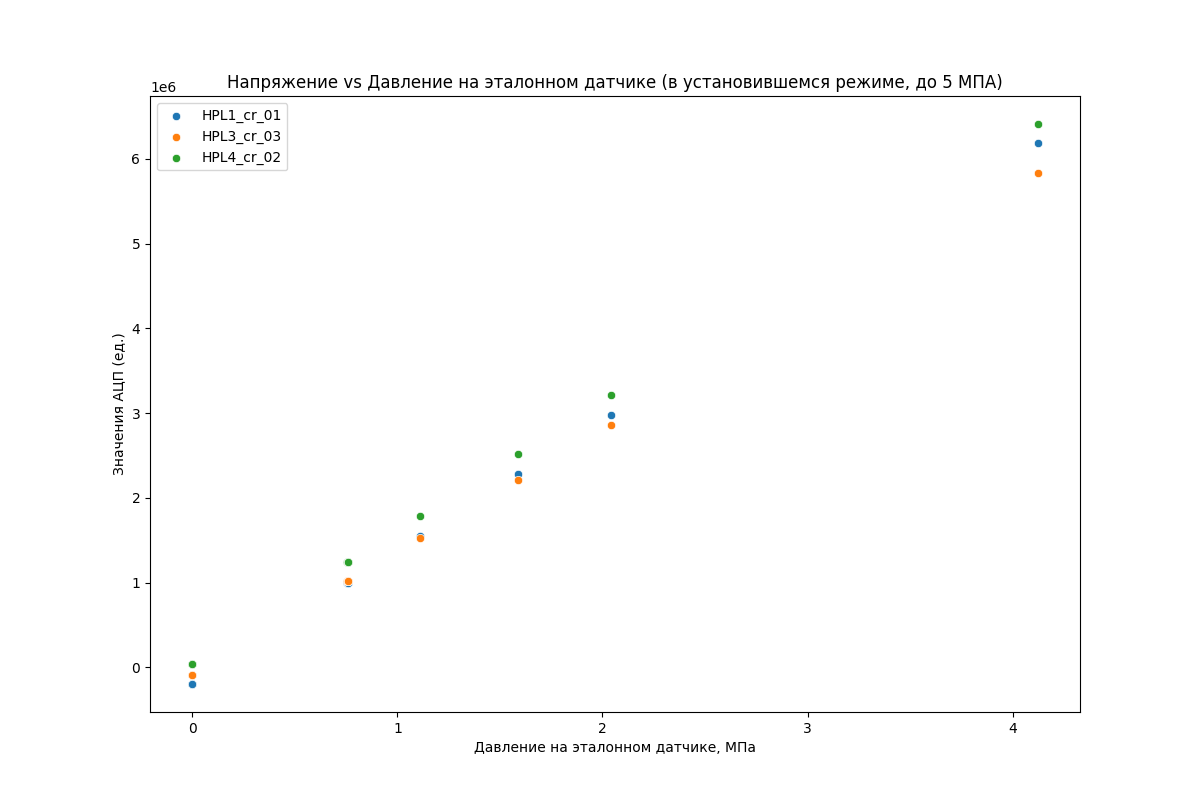 Напряжение vs Давление на эталонном датчике (в установившемся режиме, до 5 МПА)
1e6
HPL1_cr_01
HPL3_cr_03
HPL4_cr_02
6
5
4
3
2
1
0
Значения АЦП (ед.)
0 1 2 3 4
Давление на эталонном датчике, МПа